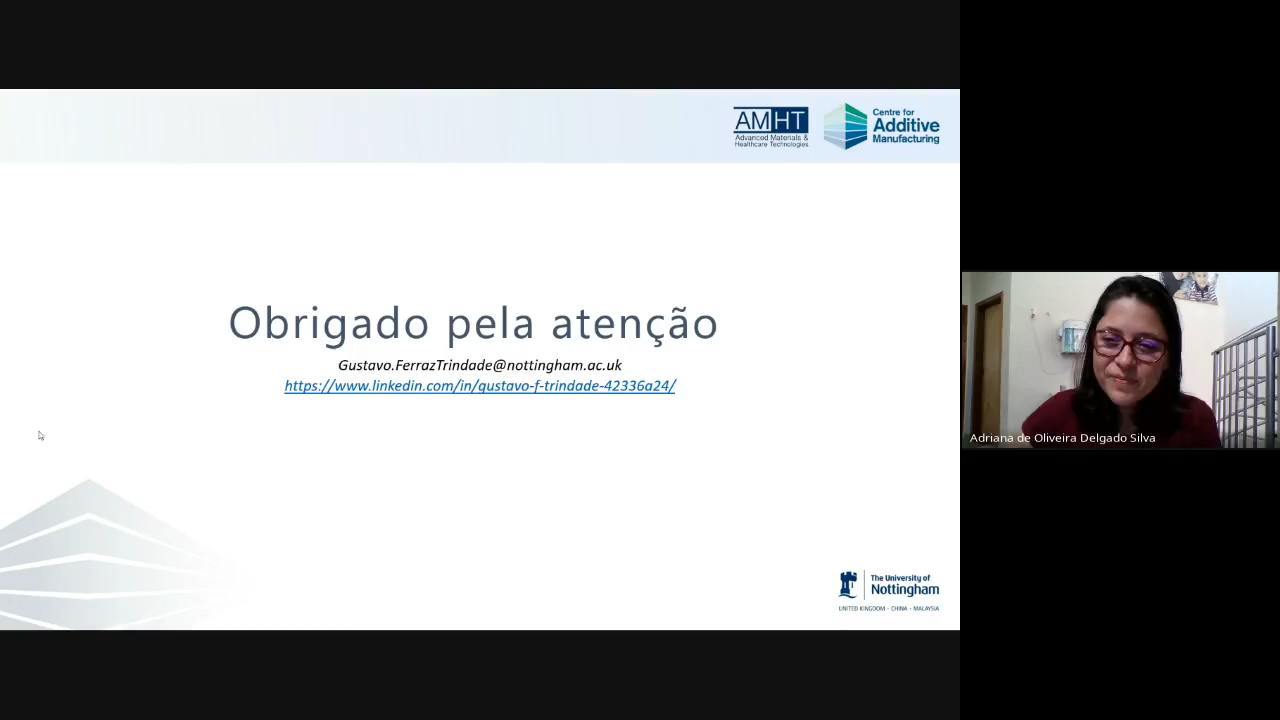 AMHT
Advanced Materials &
Healthcare Technologies
Centre for
Additive
Manufacturing
Obrigado pela atenção
Gustavo.FerrazTrindade@nottingham.ac.uk
https://www.linkedin.com/in/gustavo-f-trindade-42336a24/
Adriana de Oliveira Delgado Silva
The University of
Nottingham
UNITED KINGDOM · CHINA · MALAYSIA